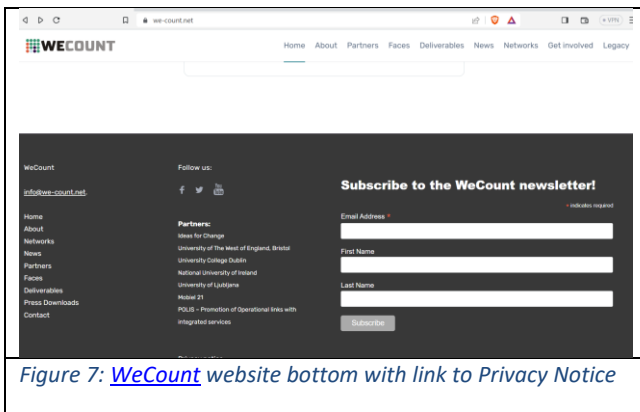 we-count.net
VPN
WECOUNT
Home About Partners Faces Deliverables News Networks Get involved Legacy
WeCount
info@we-count.net.
Home
About
Networks
News
Partners
Faces
Deliverables
Press Downloads
Contact
Follow us:
Partners:
Ideas for Change
University of The West of England, Bristol
University College Dublin
National University of Ireland
University of Ljubljana
Mobiel 21
POLIS – Promotion of Operational links with
integrated services
Subscribe to the WeCount newsletter!
* indicates required
Email Address *
First Name
Last Name
Subscribe
Figure 7: WeCount website bottom with link to Privacy Notice